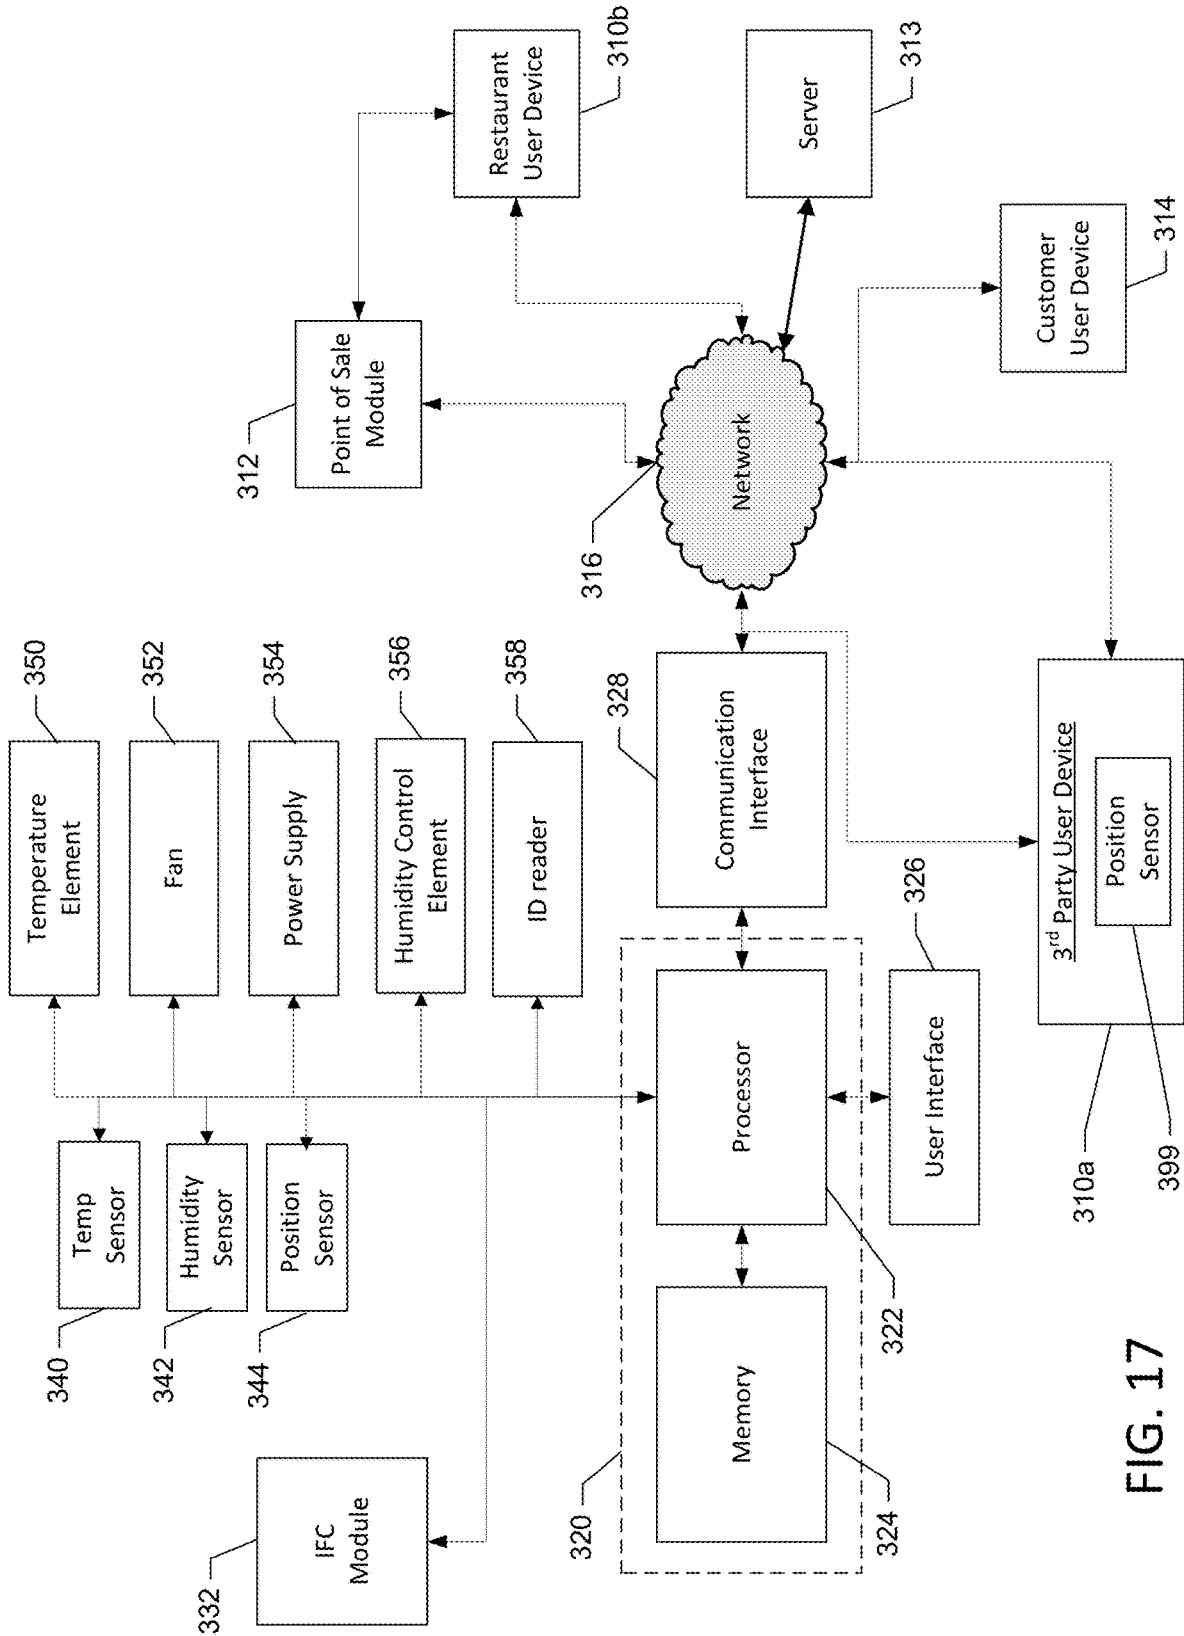 340
Temp
Sensor
Temperature
Element
350
342
Humidity
Sensor
Fan
352
332
IFC
Module
344
Position
Sensor
Power Supply
354
312
Point of Sale
Module
Humidity Control
Element
356
ID reader
358
Restaurant
User Device
310b
320
316
328
Memory
Processor
Communication
Interface
Network
Server
313
324
322
User Interface
326
Customer
User Device
314
310a
3rd Party User Device
Position
Sensor
399
FIG. 17